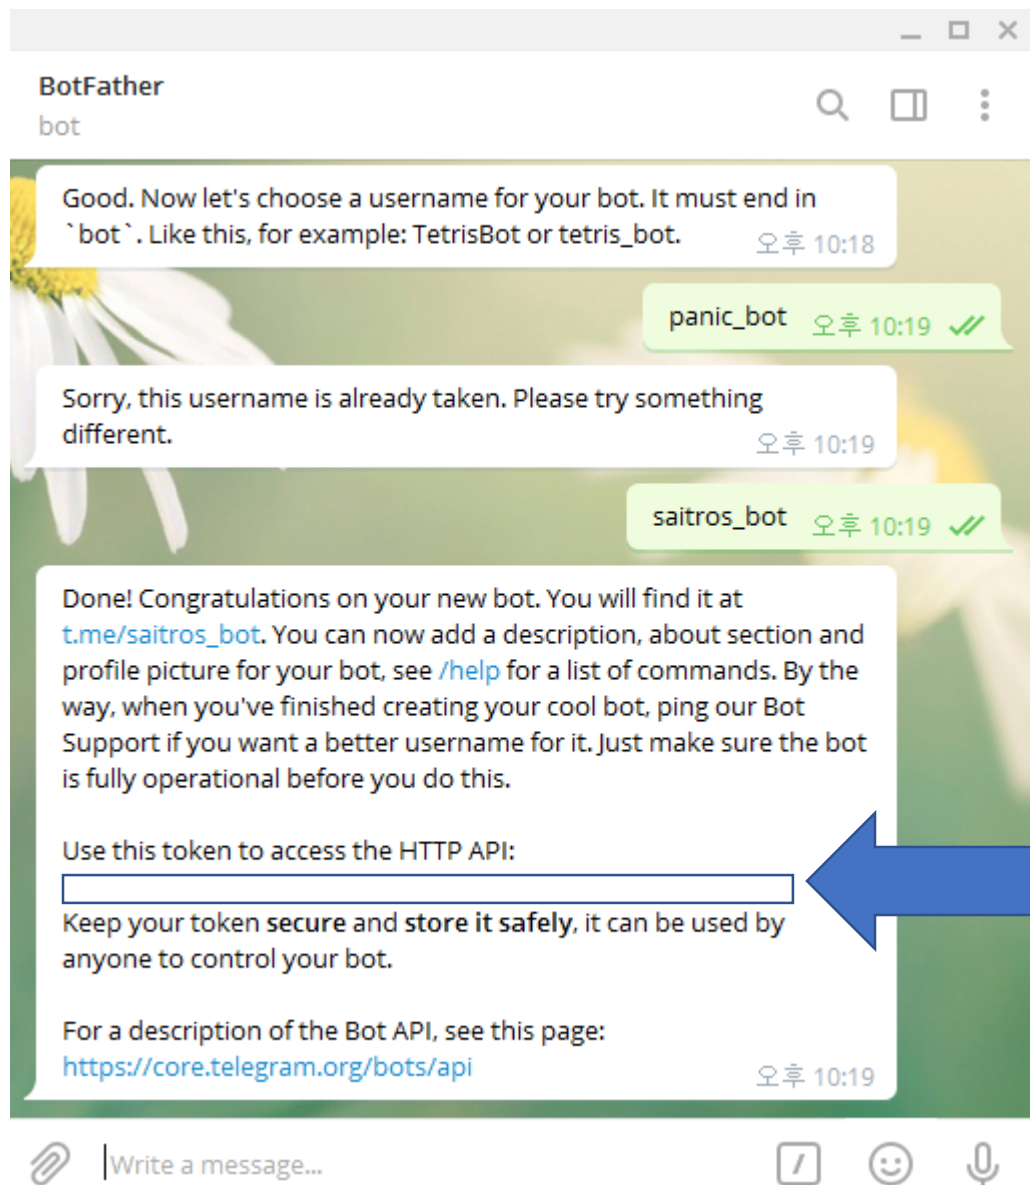 BotFather
bot
Good. Now let's choose a username for your bot. It must end in
`bot`. Like this, for example: TetrisBot or tetris_bot.
오후 10:18
panic_bot 오후 10:19
Sorry, this username is already taken. Please try something
different.
오후 10:19
saitros_bot 오후 10:19
Done! Congratulations on your new bot. You will find it at
t.me/saitros_bot. You can now add a description, about section and
profile picture for your bot, see /help for a list of commands. By the
way, when you've finished creating your cool bot, ping our Bot
Support if you want a better username for it. Just make sure the bot
is fully operational before you do this.
Use this token to access the HTTP API:
Keep your token secure and store it safely, it can be used by
anyone to control your bot.
For a description of the Bot API, see this page:
https://core.telegram.org/bots/api
오후 10:19
Write a message...